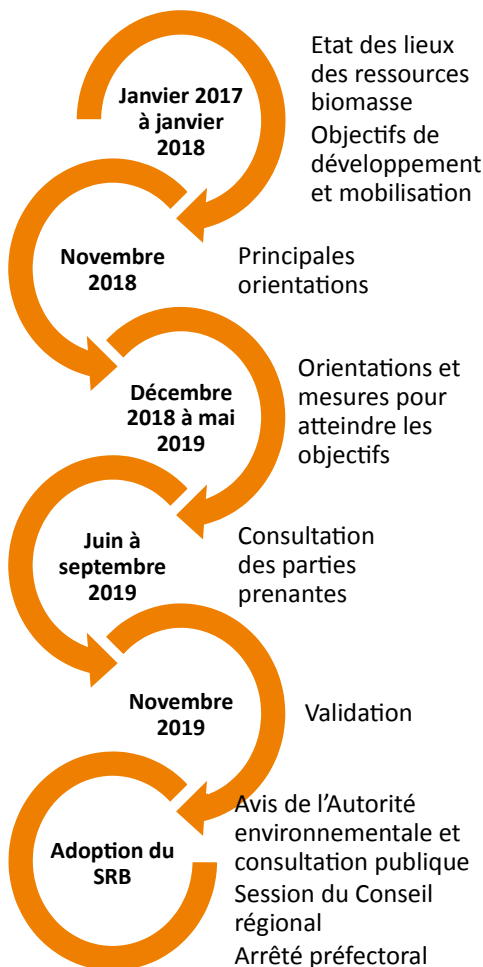 Janvier 2017
à janvier
2018
Etat des lieux
des ressources
biomasse
Objectifs de
développement
et mobilisation
Novembre
2018
Principales
orientations
Décembre
2018 à mai
2019
Orientations et
mesures pour
atteindre les
objectifs
Juin à
septembre
2019
Consultation
des parties
prenantes
Novembre
2019
Validation
Adoption du
SRB
Avis de l’Autorité
environnementale et
consultation publique
Session du Conseil
régional
Arrêté préfectoral